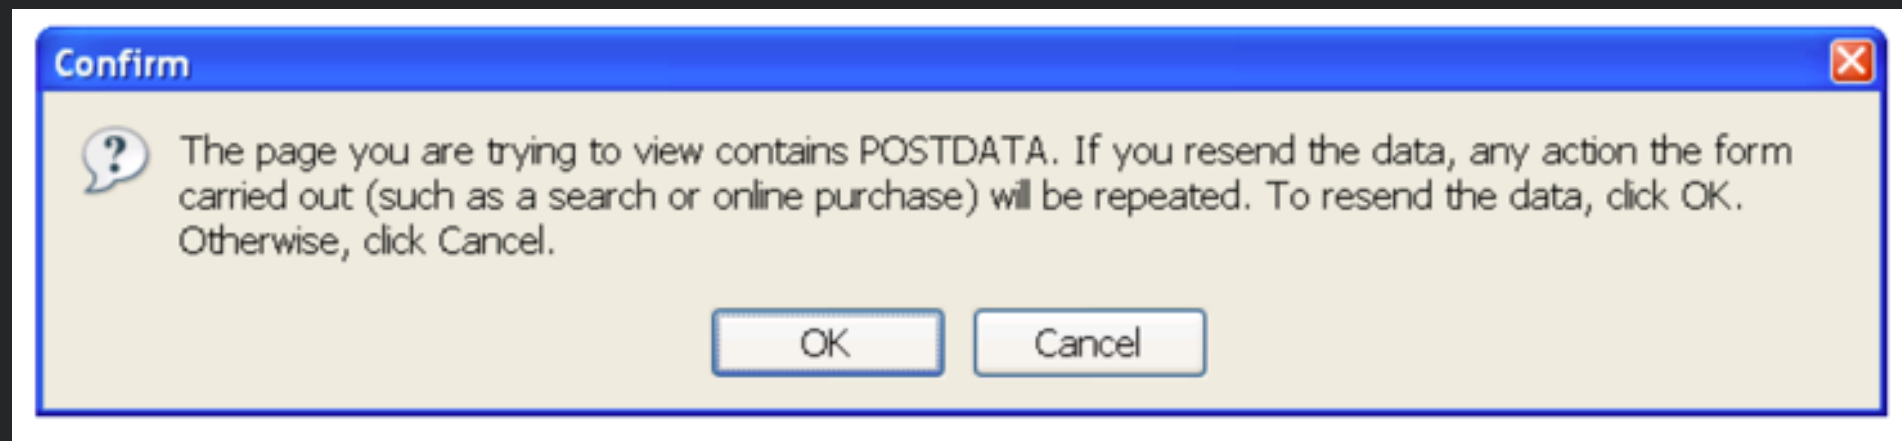 Confirm
The page you are trying to view contains POSTDATA. If you resend the data, any action the form
carried out (such as a search or online purchase) will be repeated. To resend the data, click OK.
Otherwise, click Cancel.
OK Cancel